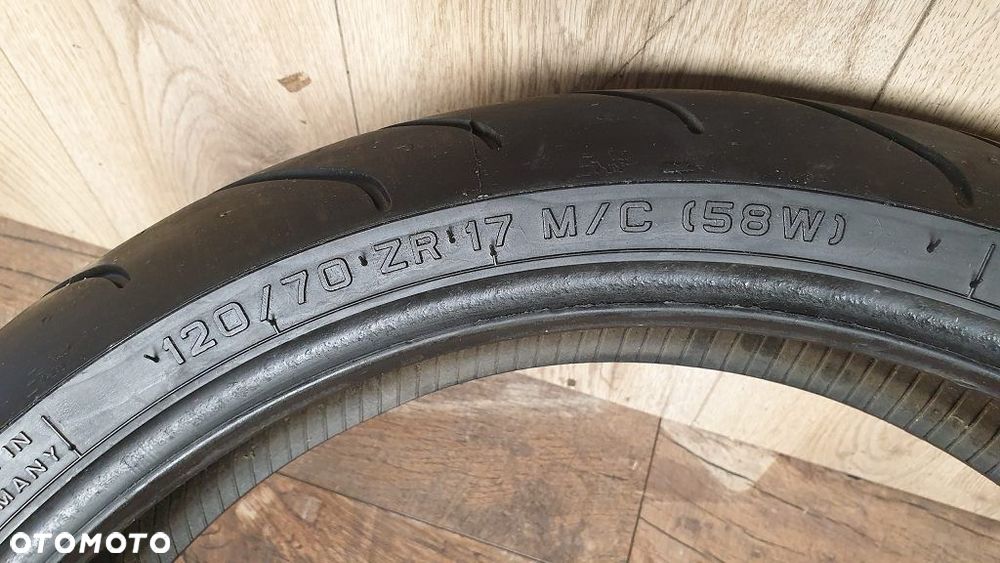 120/70 ZR 17 M/C (58W)
IN
MANY
OTOMOTO